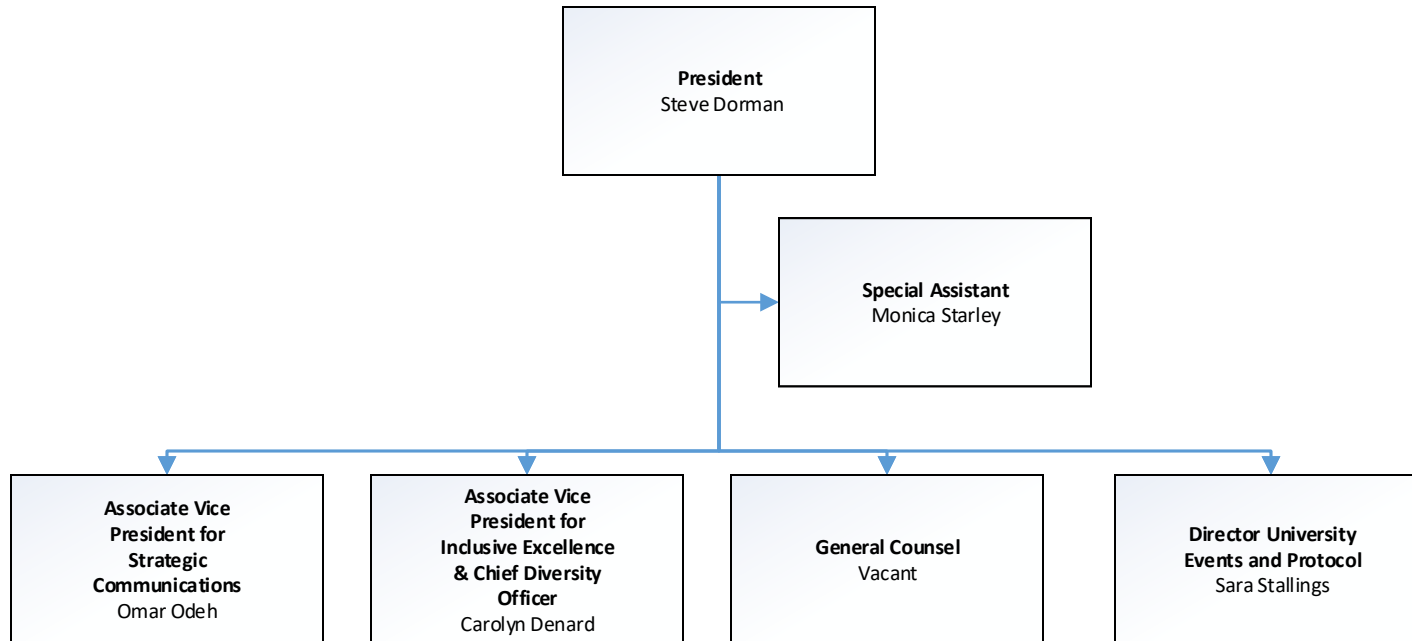 President
Steve Dorman
Special Assistant
Monica Starley
Associate Vice
President for
Strategic
Communications
Omar Odeh
Associate Vice
President for
Inclusive Excellence
& Chief Diversity
Officer
Carolyn Denard
General Counsel
Vacant
Director University
Events and Protocol
Sara Stallings